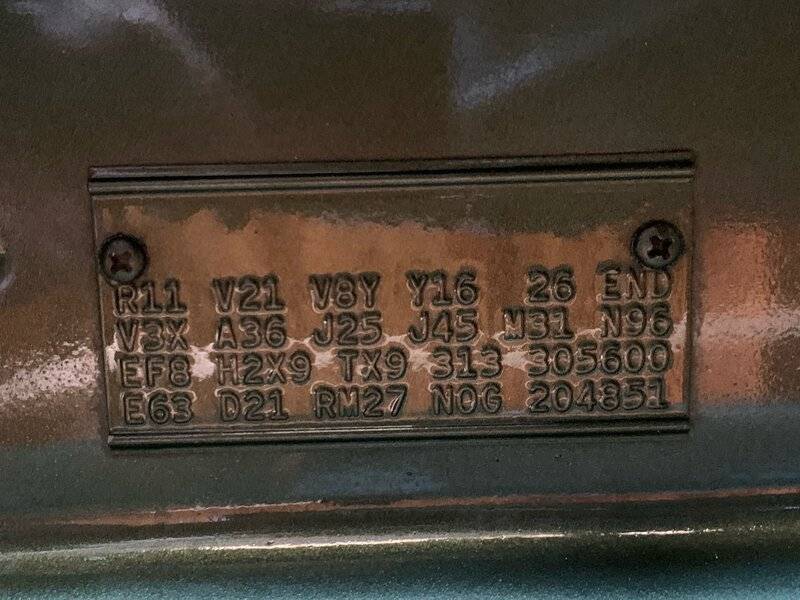 R11 V21 V8Y Y16 26 END
V3X A36 J25 J45 M31 N96
EF8 H2X9 TX9 313 305600
E63 D21 RM27 N0G 204851